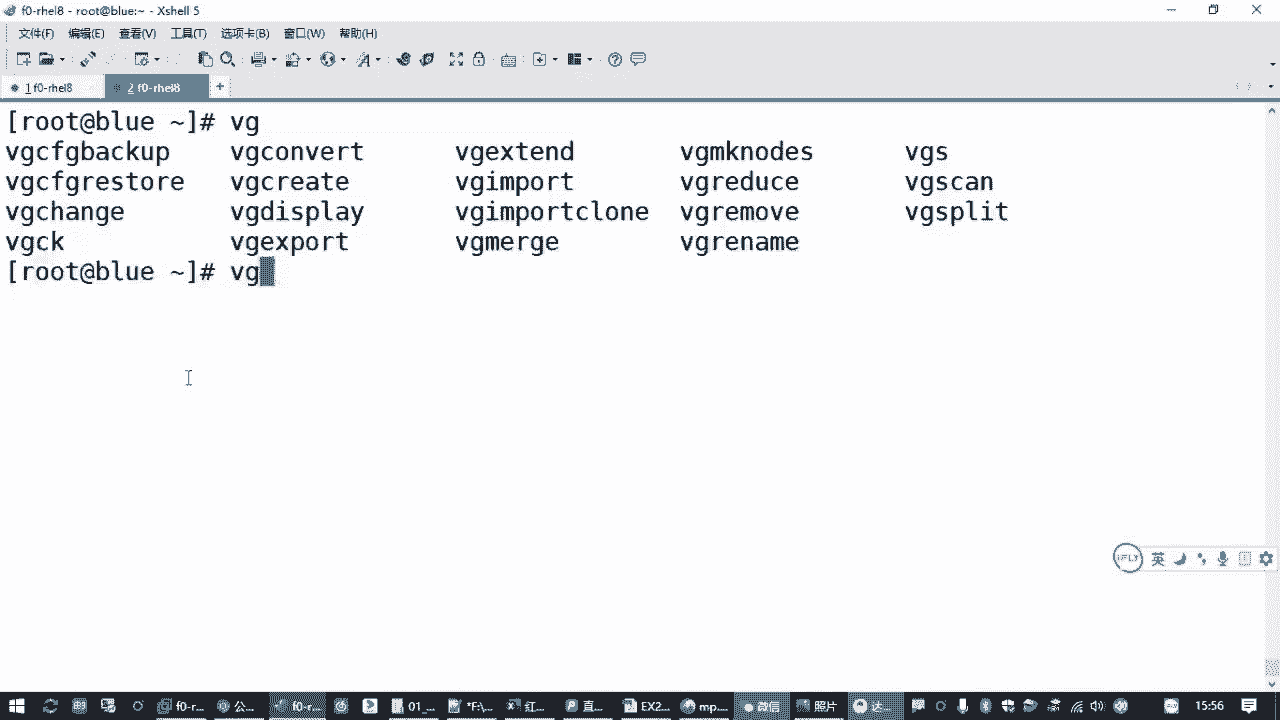 f0-rhel8 - root@blue:~ - Xshell 5
文件(F) 编辑(E) 查看(V) 工具(T) 选项卡(B) 窗口(W) 帮助(H)
1 f0-rhel8 2 f0-rhel8 +
[root@blue ~]# vg
vgcfgbackup vgconvert vgextend vgmknodes vgs
vgcfgrestore vgcreate vgimport vgreduce vgscan
vgchange vgdisplay vgimportclone vgremove vgsplit
vgck vgexport vgmerge vgrename
[root@blue ~]# vg
iFLY 英
f0-r... 公... f0-r... 01_... *F:\... 红... 直... EX2... mp... 微信 照片 达... 15:56